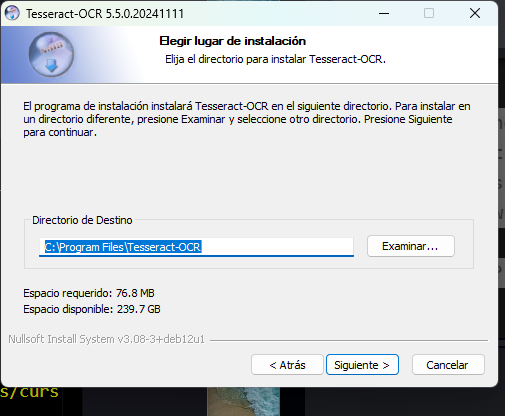 Tesseract-OCR 5.5.0.20241111
Elegir lugar de instalación
Elija el directorio para instalar Tesseract-OCR.
El programa de instalación instalará Tesseract-OCR en el siguiente directorio. Para instalar en
un directorio diferente, presione Examinar y seleccione otro directorio. Presione Siguiente
para continuar.
Directorio de Destino
C:\Program Files\Tesseract-OCR
Examinar...
Espacio requerido: 76.8 MB
Espacio disponible: 239.7 GB
Nullsoft Install System v3.08-3+deb12u1
< Atrás
Siguiente >
Cancelar
s/curs